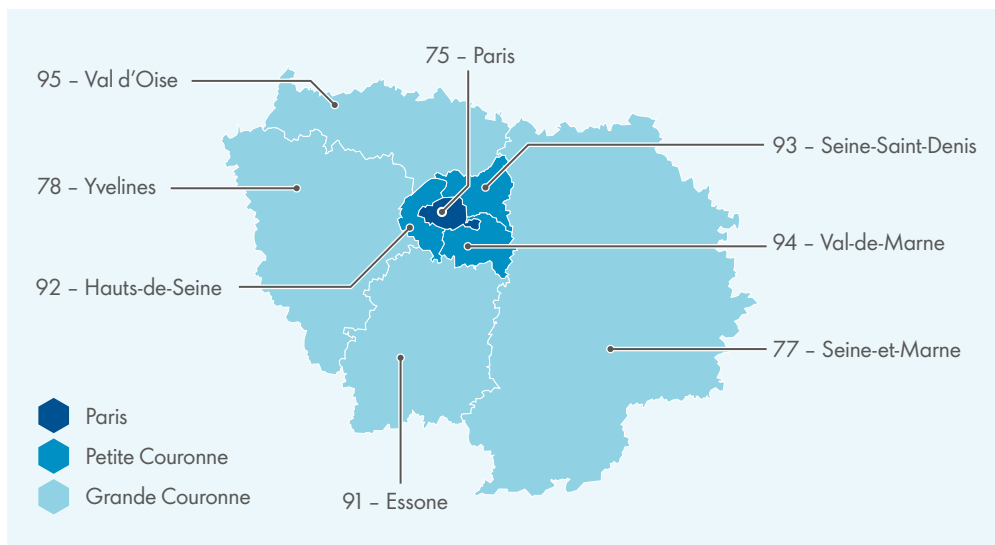 75 – Paris
95 – Val d’Oise
93 – Seine-Saint-Denis
78 – Yvelines
94 – Val-de-Marne
92 – Hauts-de-Seine
77 – Seine-et-Marne
Paris
Petite Couronne
Grande Couronne
91 – Essone